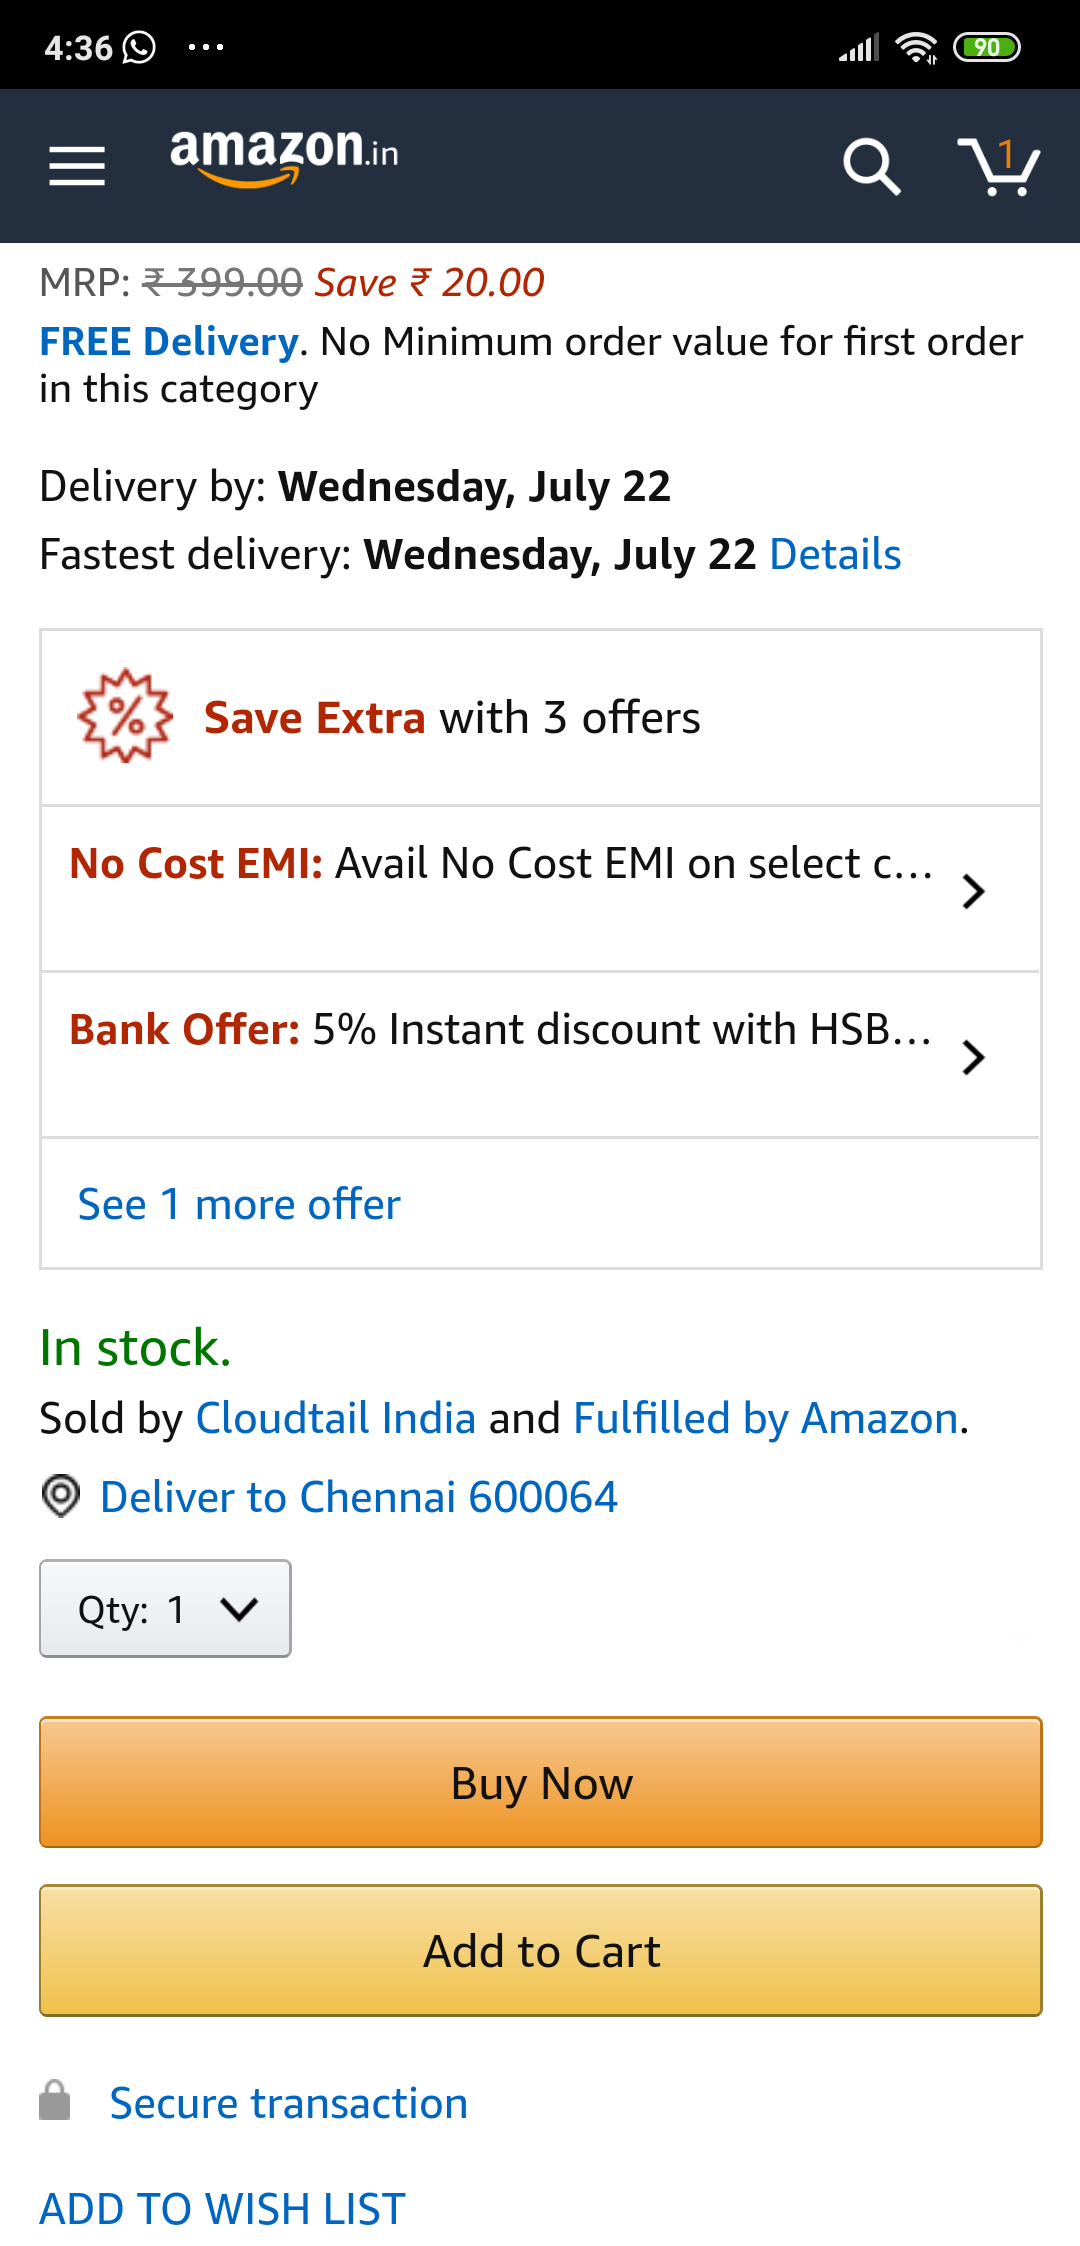 4:36 ... 90
amazon.in 1
MRP: ₹ 399.00 Save ₹ 20.00
FREE Delivery. No Minimum order value for first order
in this category
Delivery by: Wednesday, July 22
Fastest delivery: Wednesday, July 22 Details
% Save Extra with 3 offers
No Cost EMI: Avail No Cost EMI on select c...
Bank Offer: 5% Instant discount with HSB...
See 1 more offer
In stock.
Sold by Cloudtail India and Fulfilled by Amazon.
Deliver to Chennai 600064
Qty: 1
Buy Now
Add to Cart
Secure transaction
ADD TO WISH LIST